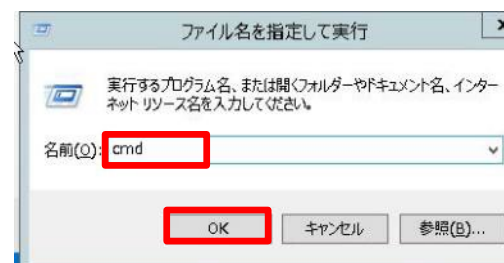 ファイル名を指定して実行
実行するプログラム名、または開くフォルダーやドキュメント名、インター
ネット リソース名を入力してください。
名前(O): cmd
OK キャンセル 参照(B)...